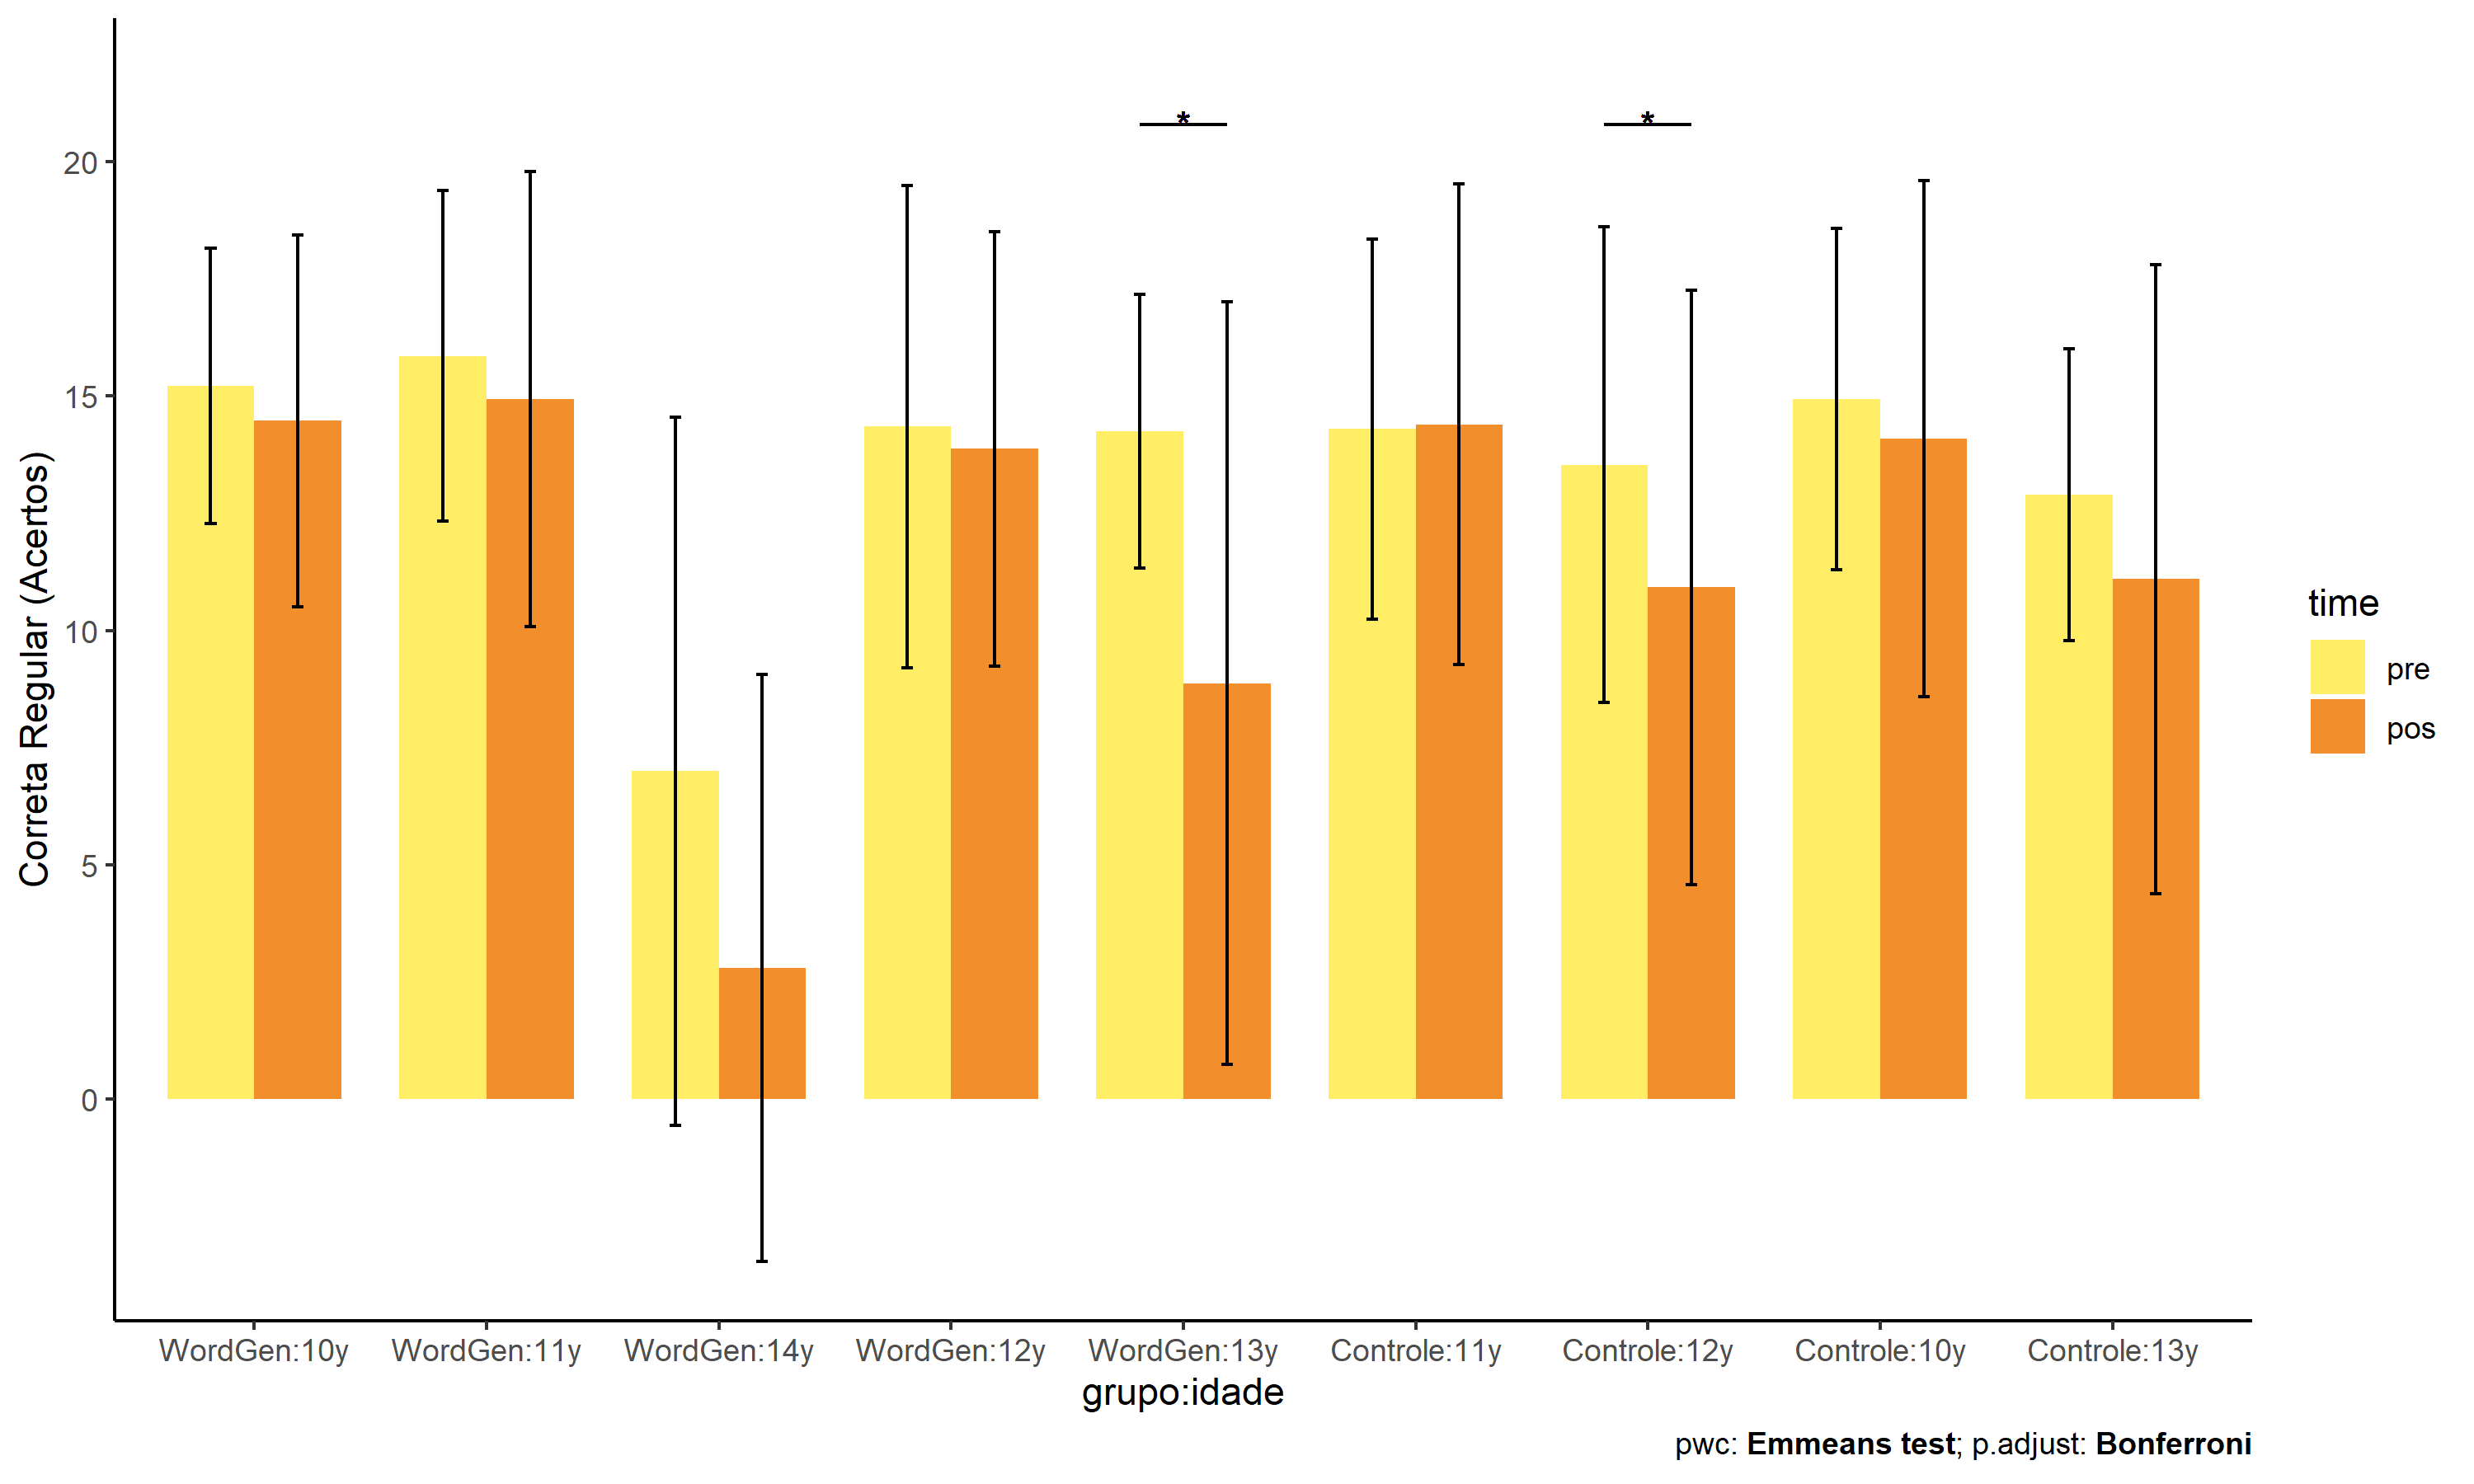 *
*
20
15
10
5
0
Correta Regular (Acertos)
WordGen:10y
WordGen:11y
WordGen:14y
WordGen:12y
WordGen:13y
Controle:11y
Controle:12y
Controle:10y
Controle:13y
grupo:idade
time
pre
pos
pwc: Emmeans test; p.adjust: Bonferroni